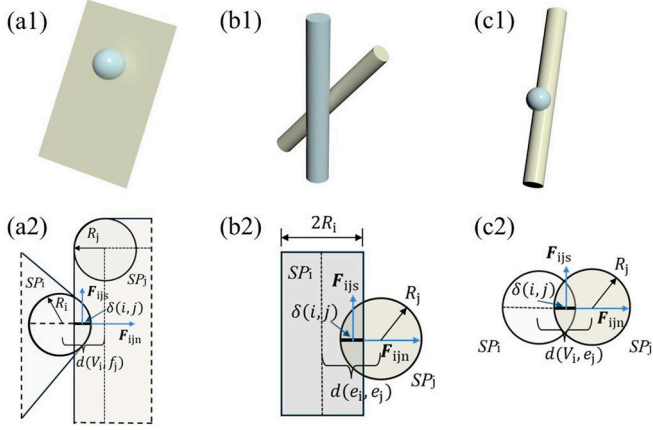 (a1)
(b1)
(c1)
(a2)
R_j
SP_i
SP_j
F_ijs
R_i
δ(i,j)
F_ijn
d(V_i, f_j)
(b2)
2R_i
SP_i
F_ijs
R_j
δ(i,j)
F_ijn
SP_j
d(e_i, e_j)
(c2)
F_ijs
R_j
δ(i,j)
F_ijn
SP_i
SP_j
d(V_i, e_j)